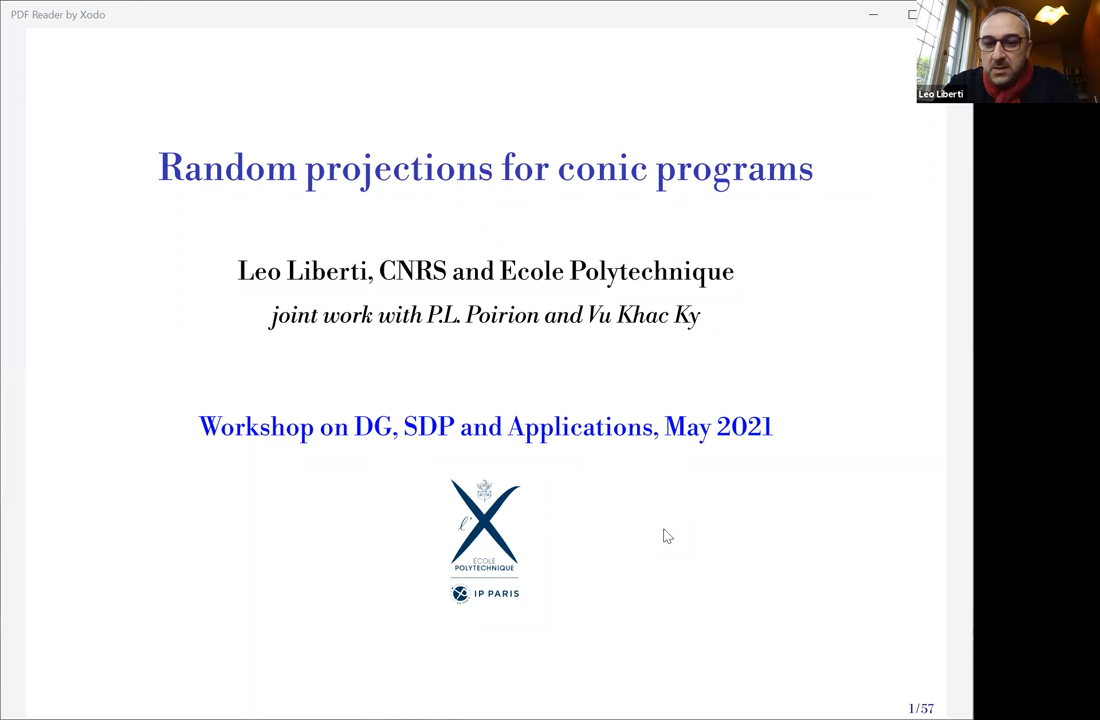 PDF Reader by Xodo
Leo Liberti
Random projections for conic programs
Leo Liberti, CNRS and Ecole Polytechnique
joint work with P.L. Poirion and Vu Khac Ky
Workshop on DG, SDP and Applications, May 2021
l'X
ECOLE
POLYTECHNIQUE
IP PARIS
1/57